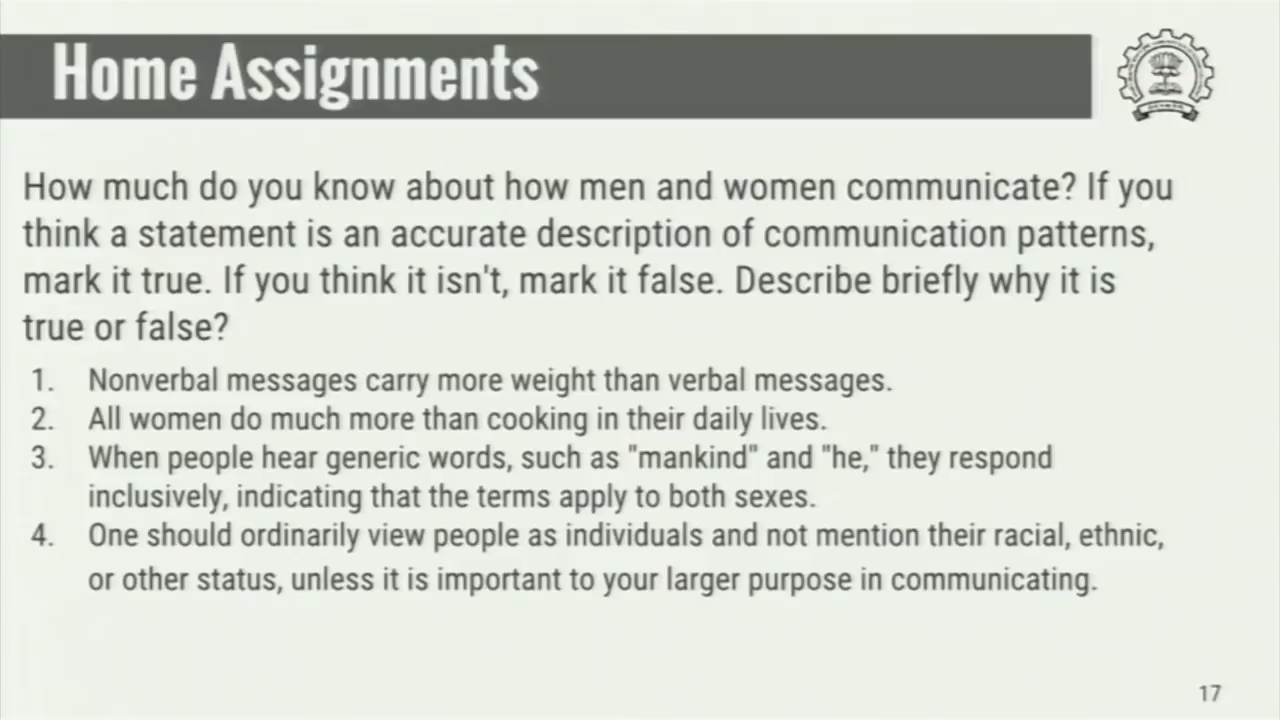 Home Assignments
How much do you know about how men and women communicate? If you
think a statement is an accurate description of communication patterns,
mark it true. If you think it isn't, mark it false. Describe briefly why it is
true or false?
1. Nonverbal messages carry more weight than verbal messages.
2. All women do much more than cooking in their daily lives.
3. When people hear generic words, such as "mankind" and "he," they respond
inclusively, indicating that the terms apply to both sexes.
4. One should ordinarily view people as individuals and not mention their racial, ethnic,
or other status, unless it is important to your larger purpose in communicating.
17